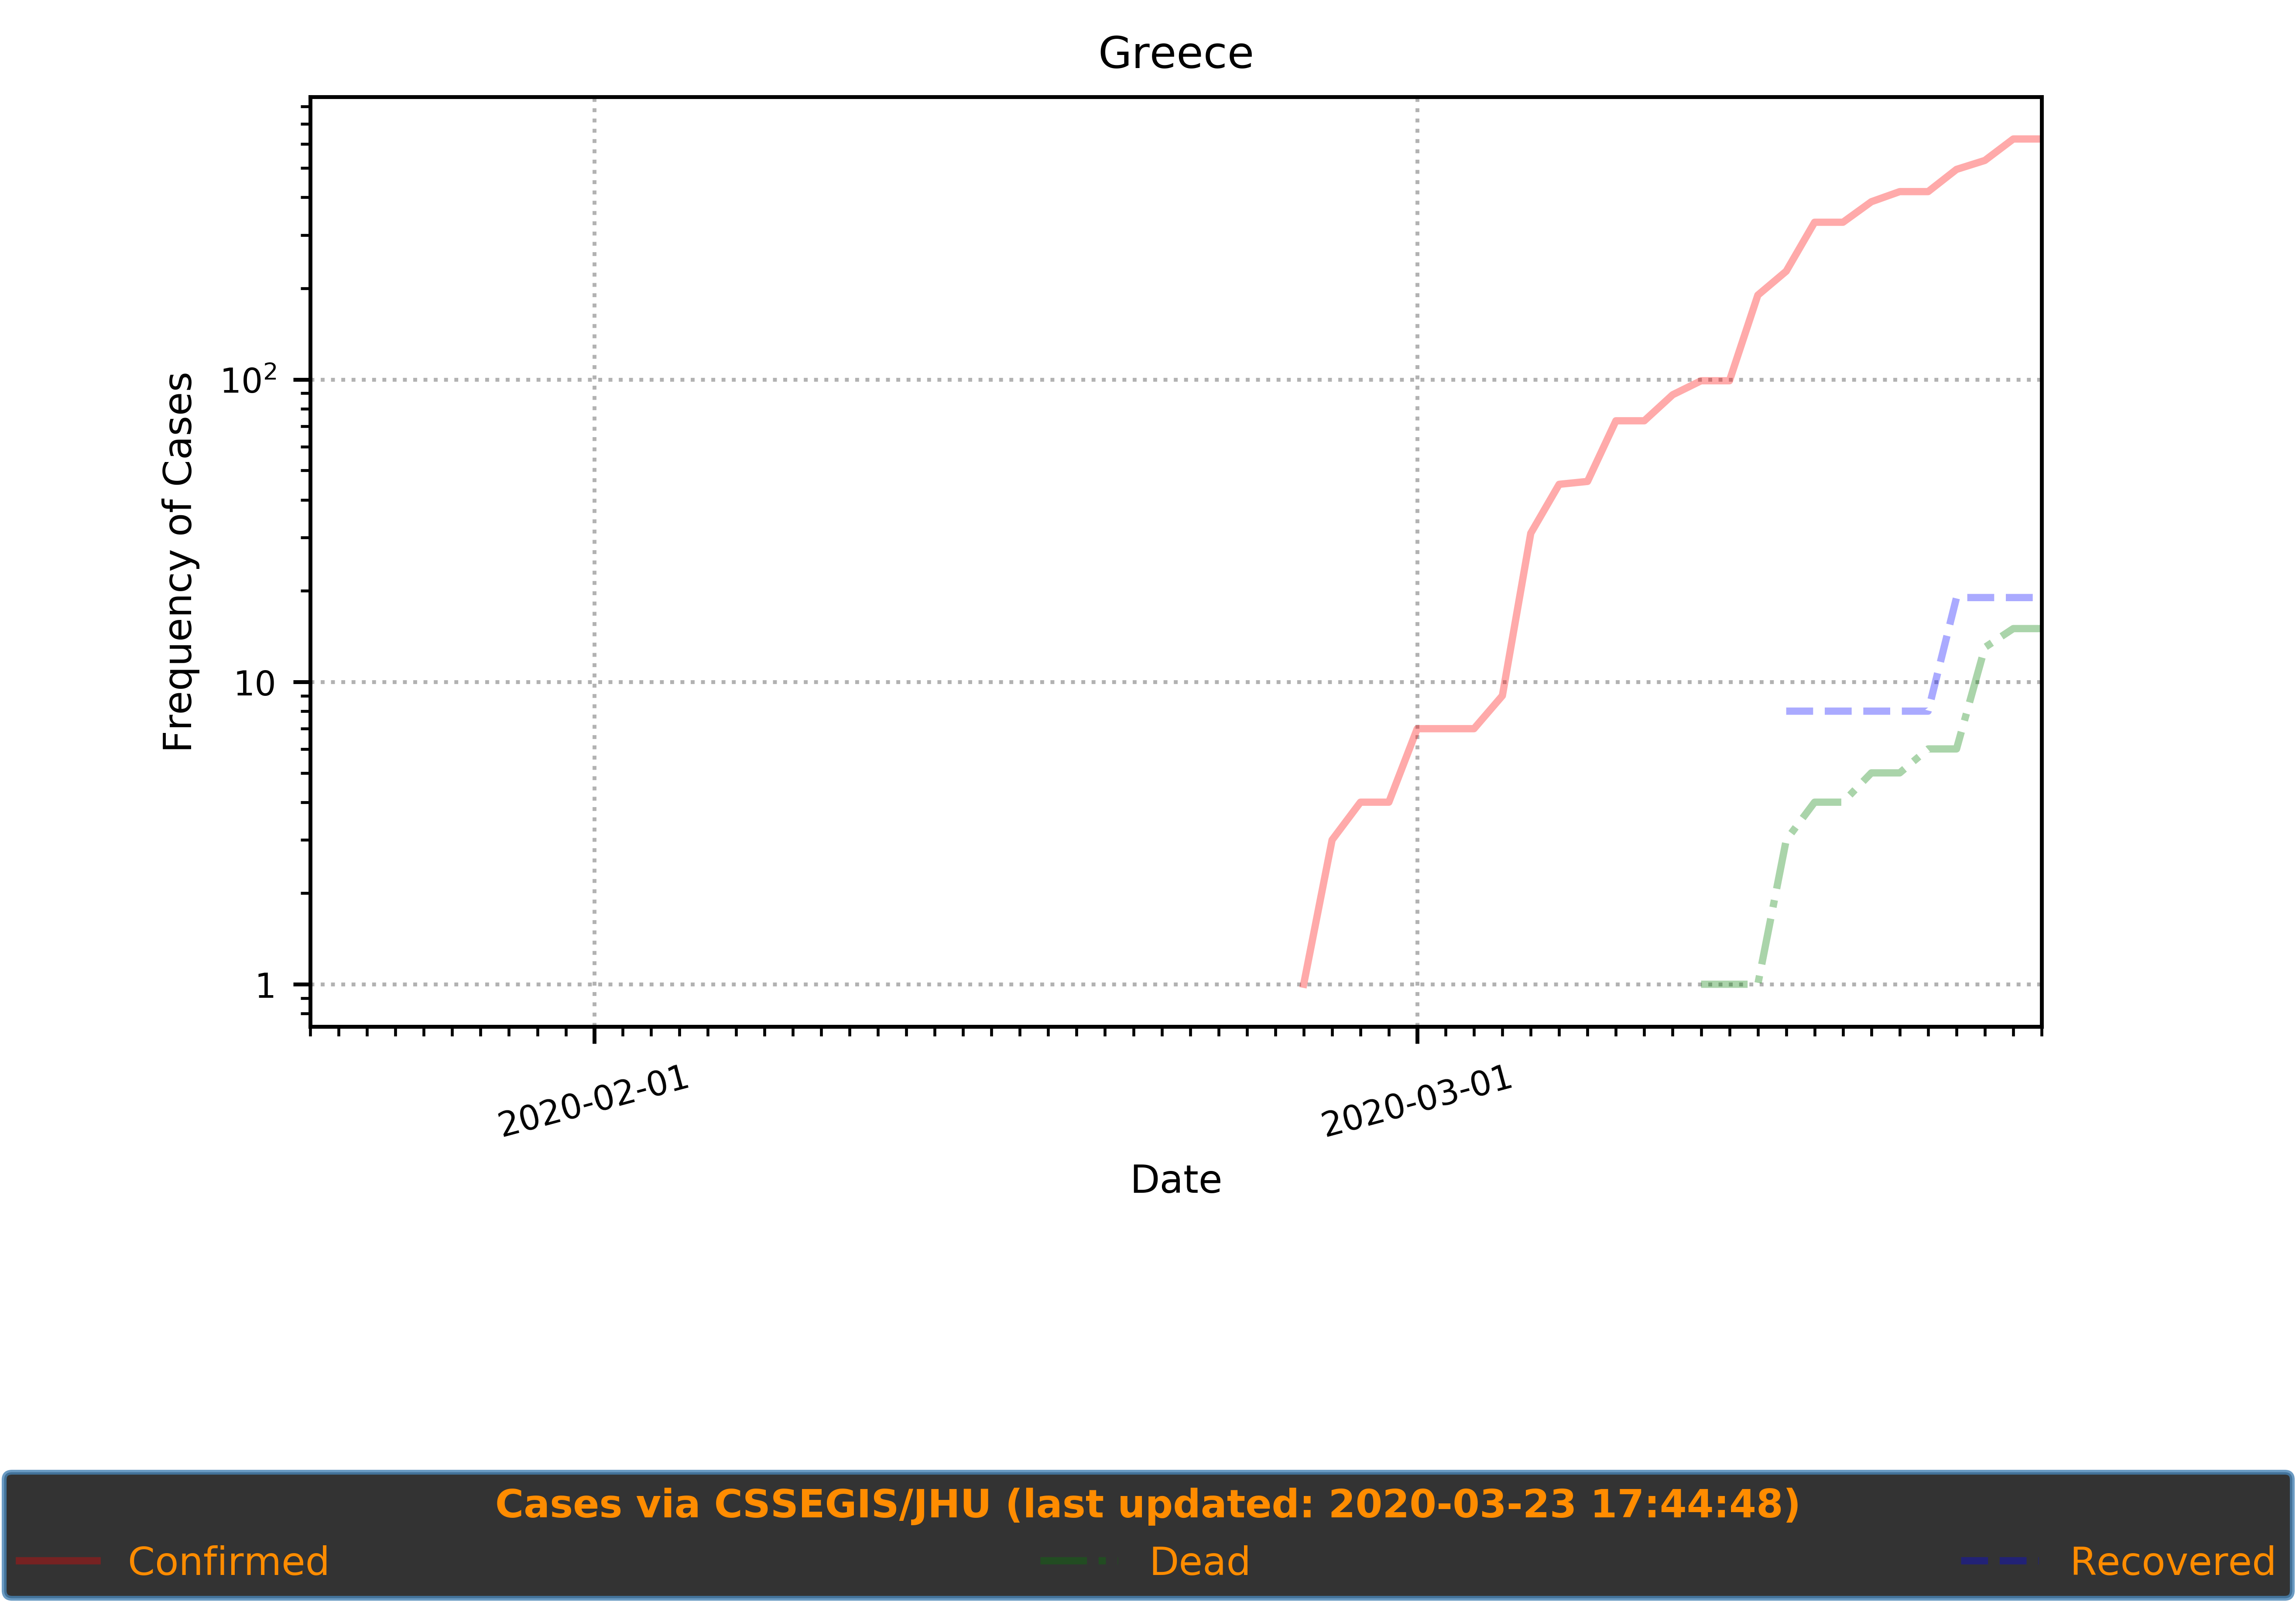 Greece
Frequency of Cases
10²
10
1
2020-02-01
2020-03-01
Date
Cases via CSSEGIS/JHU (last updated: 2020-03-23 17:44:48)
Confirmed
Dead
Recovered